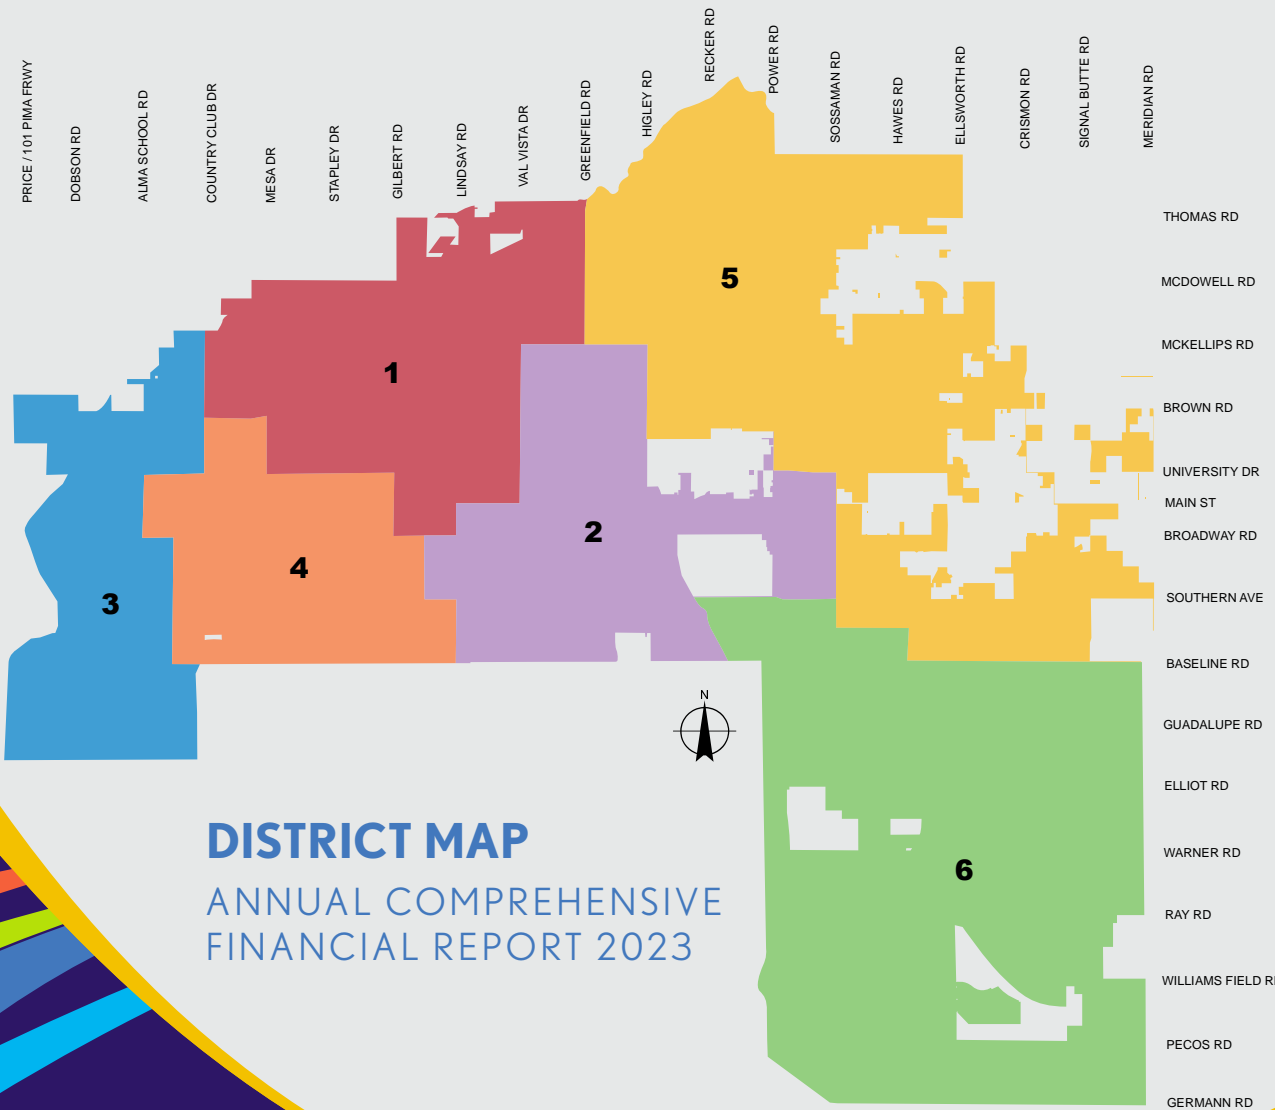 PRICE / 101 PIMA FRWY
DOBSON RD
ALMA SCHOOL RD
COUNTRY CLUB DR
MESA DR
STAPLEY DR
GILBERT RD
LINDSAY RD
VAL VISTA DR
GREENFIELD RD
HIGLEY RD
RECKER RD
POWER RD
SOSSAMAN RD
HAWES RD
ELLSWORTH RD
CRISMON RD
SIGNAL BUTTE RD
MERIDIAN RD
THOMAS RD
MCDOWELL RD
MCKELLIPS RD
BROWN RD
UNIVERSITY DR
MAIN ST
BROADWAY RD
SOUTHERN AVE
BASELINE RD
GUADALUPE RD
ELLIOT RD
WARNER RD
RAY RD
WILLIAMS FIELD R
PECOS RD
GERMANN RD
5
1
2
4
3
6
N
DISTRICT MAP
ANNUAL COMPREHENSIVE
FINANCIAL REPORT 2023